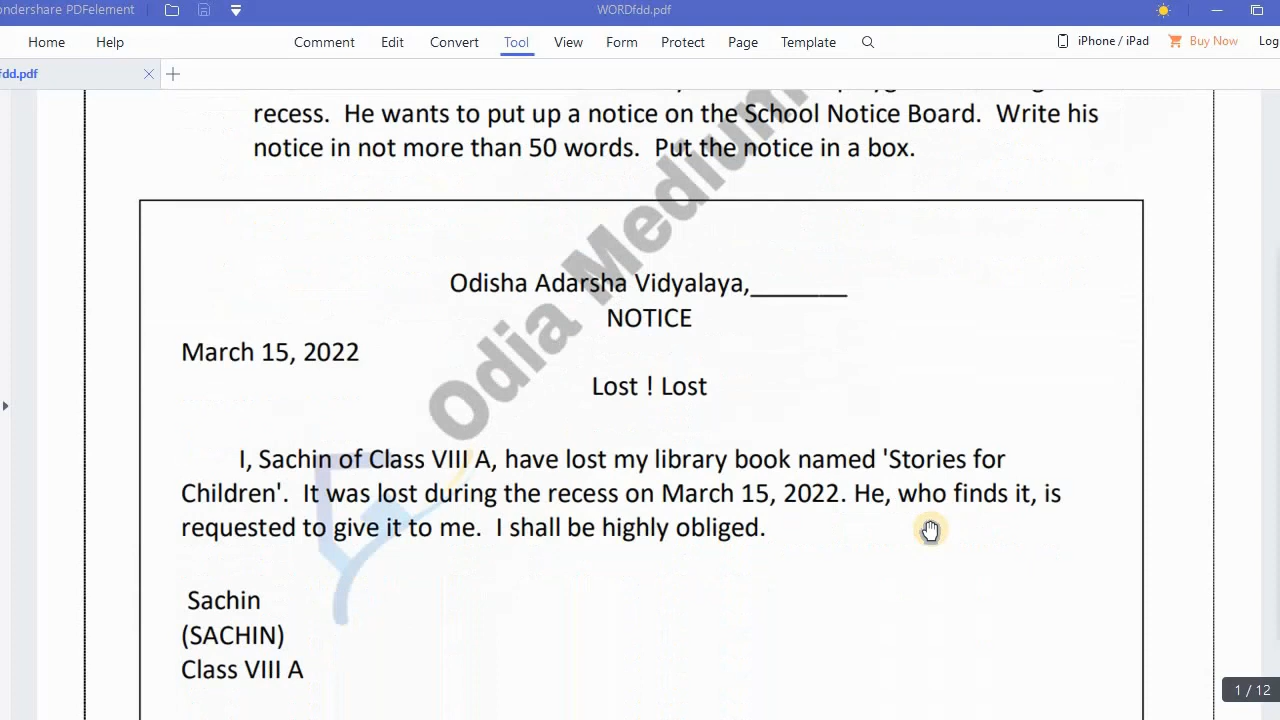 ondershare PDFelement
WORDfdd.pdf
Home Help Comment Edit Convert Tool View Form Protect Page Template iPhone / iPad Buy Now Log
fdd.pdf
recess. He wants to put up a notice on the School Notice Board. Write his
notice in not more than 50 words. Put the notice in a box.
Odia Medium
Odisha Adarsha Vidyalaya,_______
NOTICE
March 15, 2022
Lost ! Lost
I, Sachin of Class VIII A, have lost my library book named 'Stories for
Children'. It was lost during the recess on March 15, 2022. He, who finds it, is
requested to give it to me. I shall be highly obliged.
Sachin
(SACHIN)
Class VIII A
1 / 12